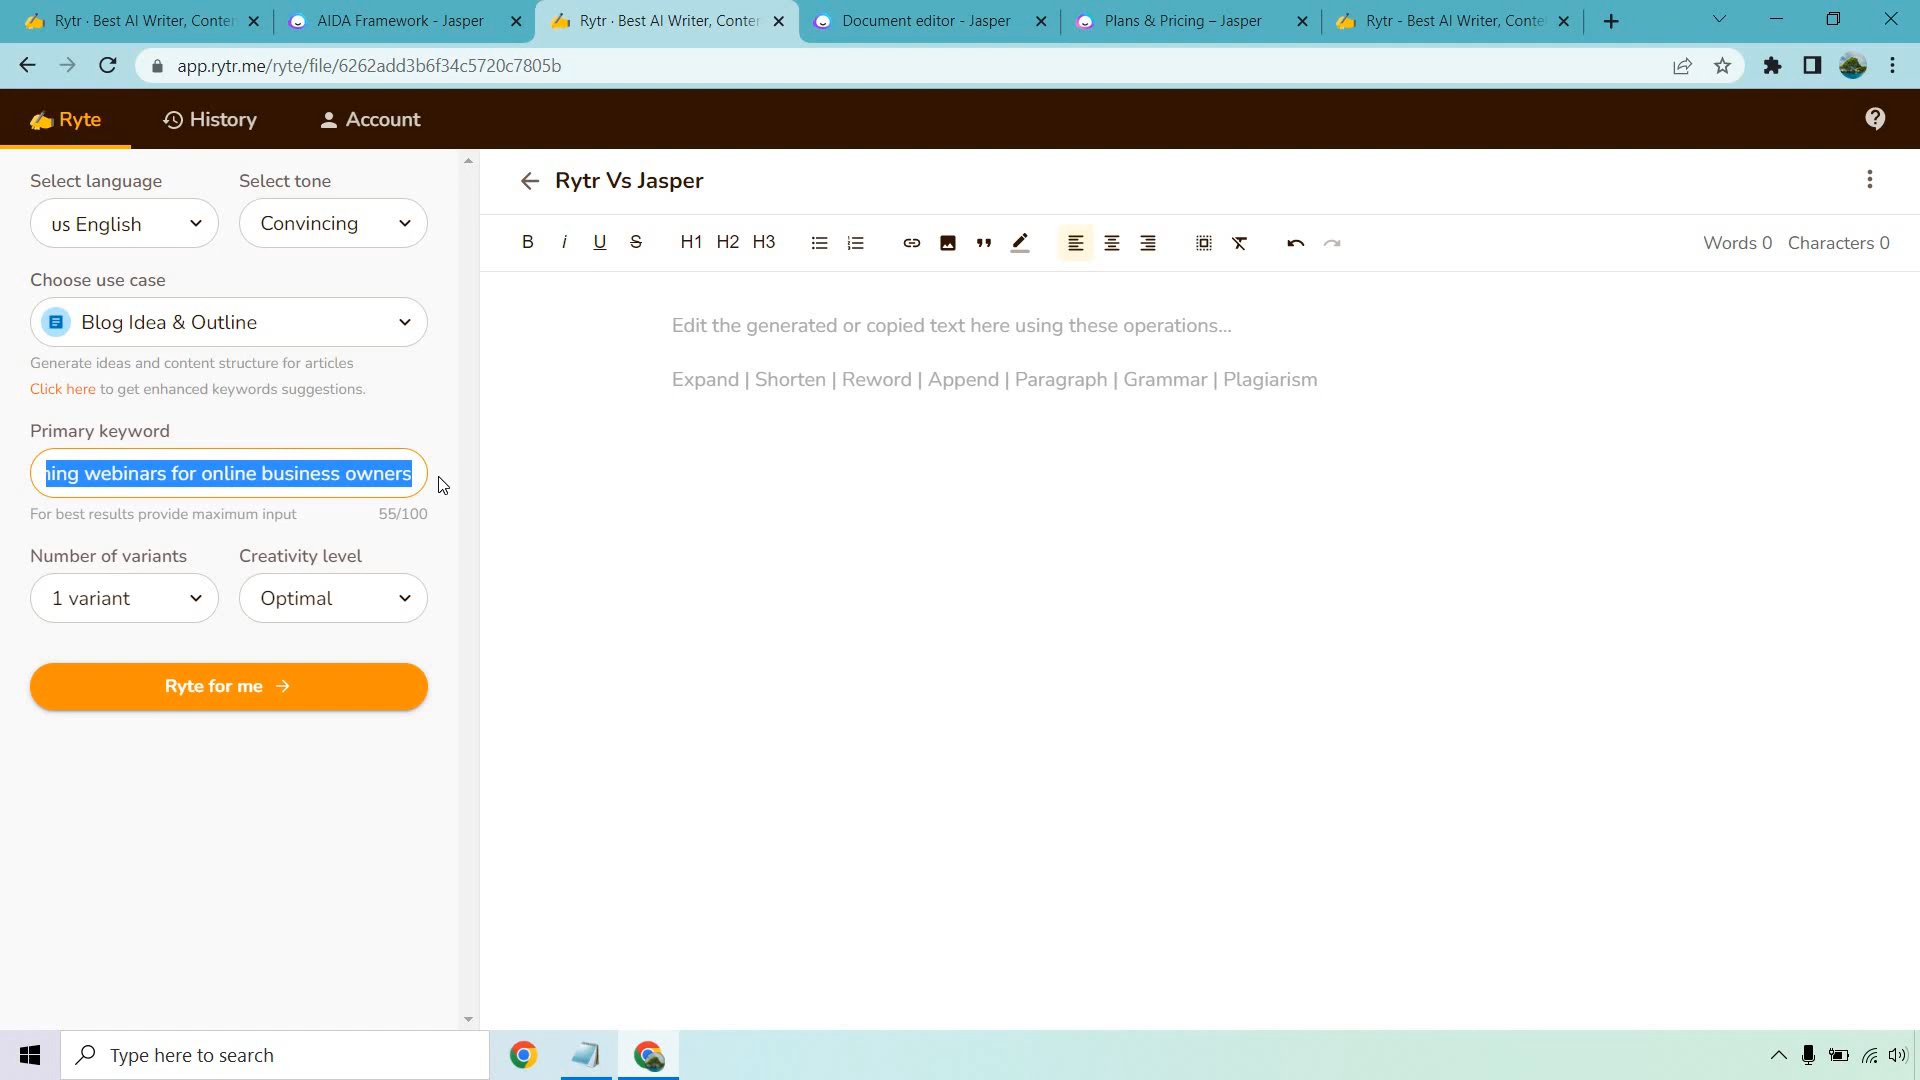 Rytr · Best AI Writer, Conten
AIDA Framework - Jasper
Rytr · Best AI Writer, Conten
Document editor - Jasper
Plans & Pricing – Jasper
Rytr - Best AI Writer, Conte
app.rytr.me/ryte/file/6262add3b6f34c5720c7805b
Ryte
History
Account
Select language
Select tone
us English
Convincing
Choose use case
Blog Idea & Outline
Generate ideas and content structure for articles
Click here to get enhanced keywords suggestions.
Primary keyword
ning webinars for online business owners
For best results provide maximum input
55/100
Number of variants
Creativity level
1 variant
Optimal
Ryte for me →
Rytr Vs Jasper
B i U S H1 H2 H3
Words 0 Characters 0
Edit the generated or copied text here using these operations...
Expand | Shorten | Reword | Append | Paragraph | Grammar | Plagiarism
Type here to search